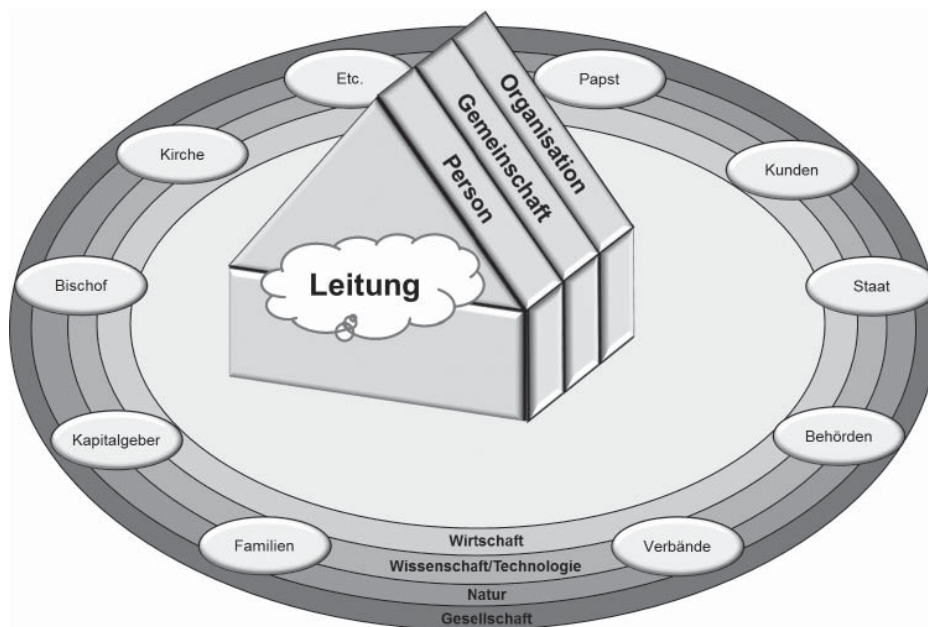 Etc.
Papst
Organisation
Gemeinschaft
Person
Kirche
Kunden
Leitung
Bischof
Staat
Kapitalgeber
Behörden
Familien
Verbände
Wirtschaft
Wissenschaft/Technologie
Natur
Gesellschaft